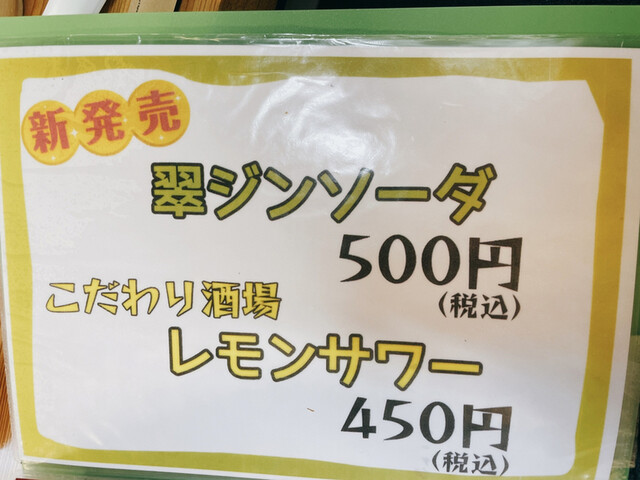 新発売
翠ジンソーダ
500円
(税込)
こだわり酒場
レモンサワー
450円
(税込)